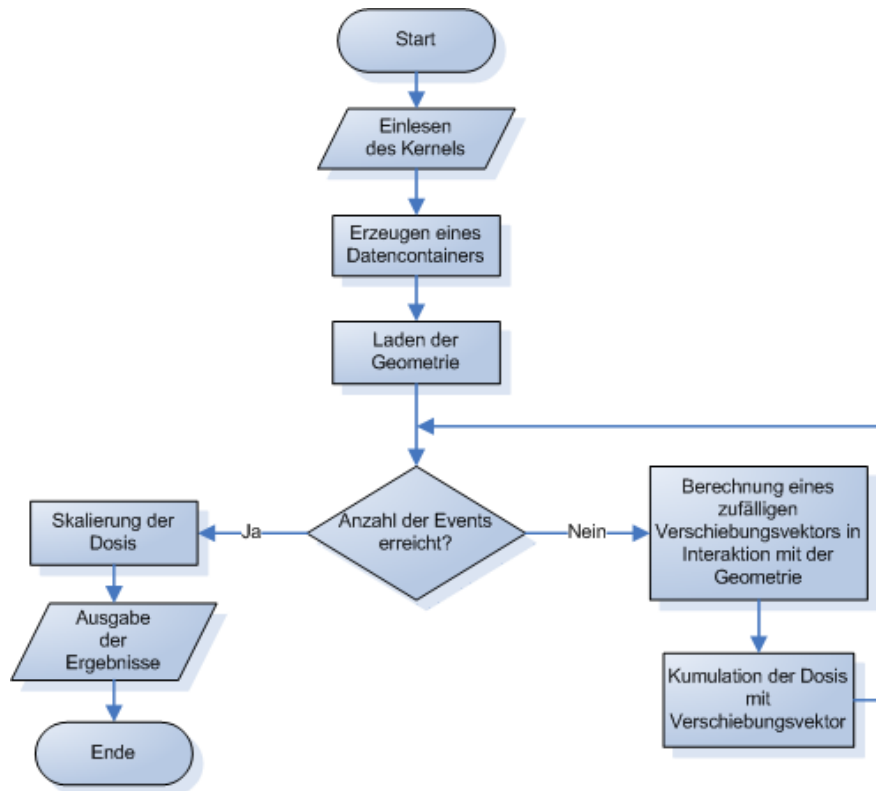 Start
Einlesen
des Kernels
Erzeugen eines
Datencontainers
Laden der
Geometrie
Anzahl der Events
erreicht?
Ja
Nein
Skalierung der
Dosis
Ausgabe
der
Ergebnisse
Ende
Berechnung eines
zufälligen
Verschiebungsvektors in
Interaktion mit der
Geometrie
Kumulation der Dosis
mit
Verschiebungsvektor